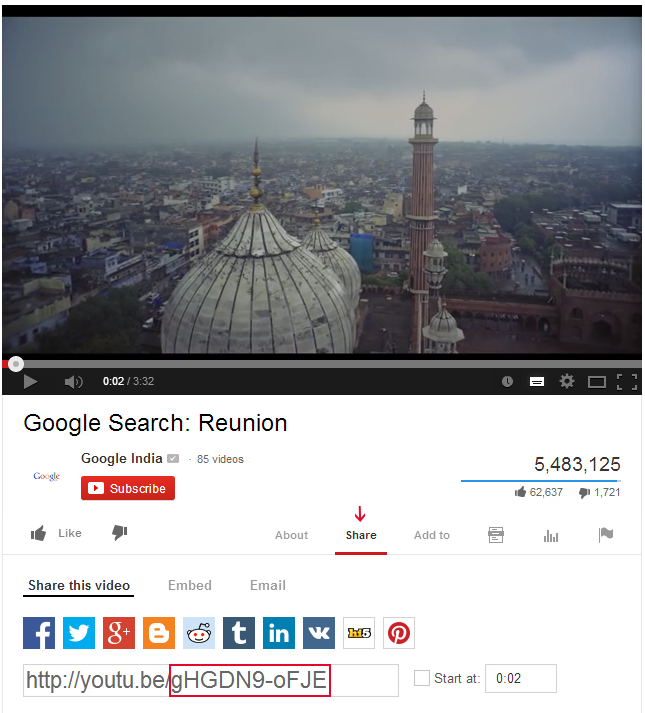 0:02 / 3:32
Google Search: Reunion
Google
Google India
· 85 videos
Subscribe
5,483,125
62,637
1,721
Like
About
Share
Add to
Share this video
Embed
Email
http://youtu.be/gHGDN9-oFJE
Start at:
0:02